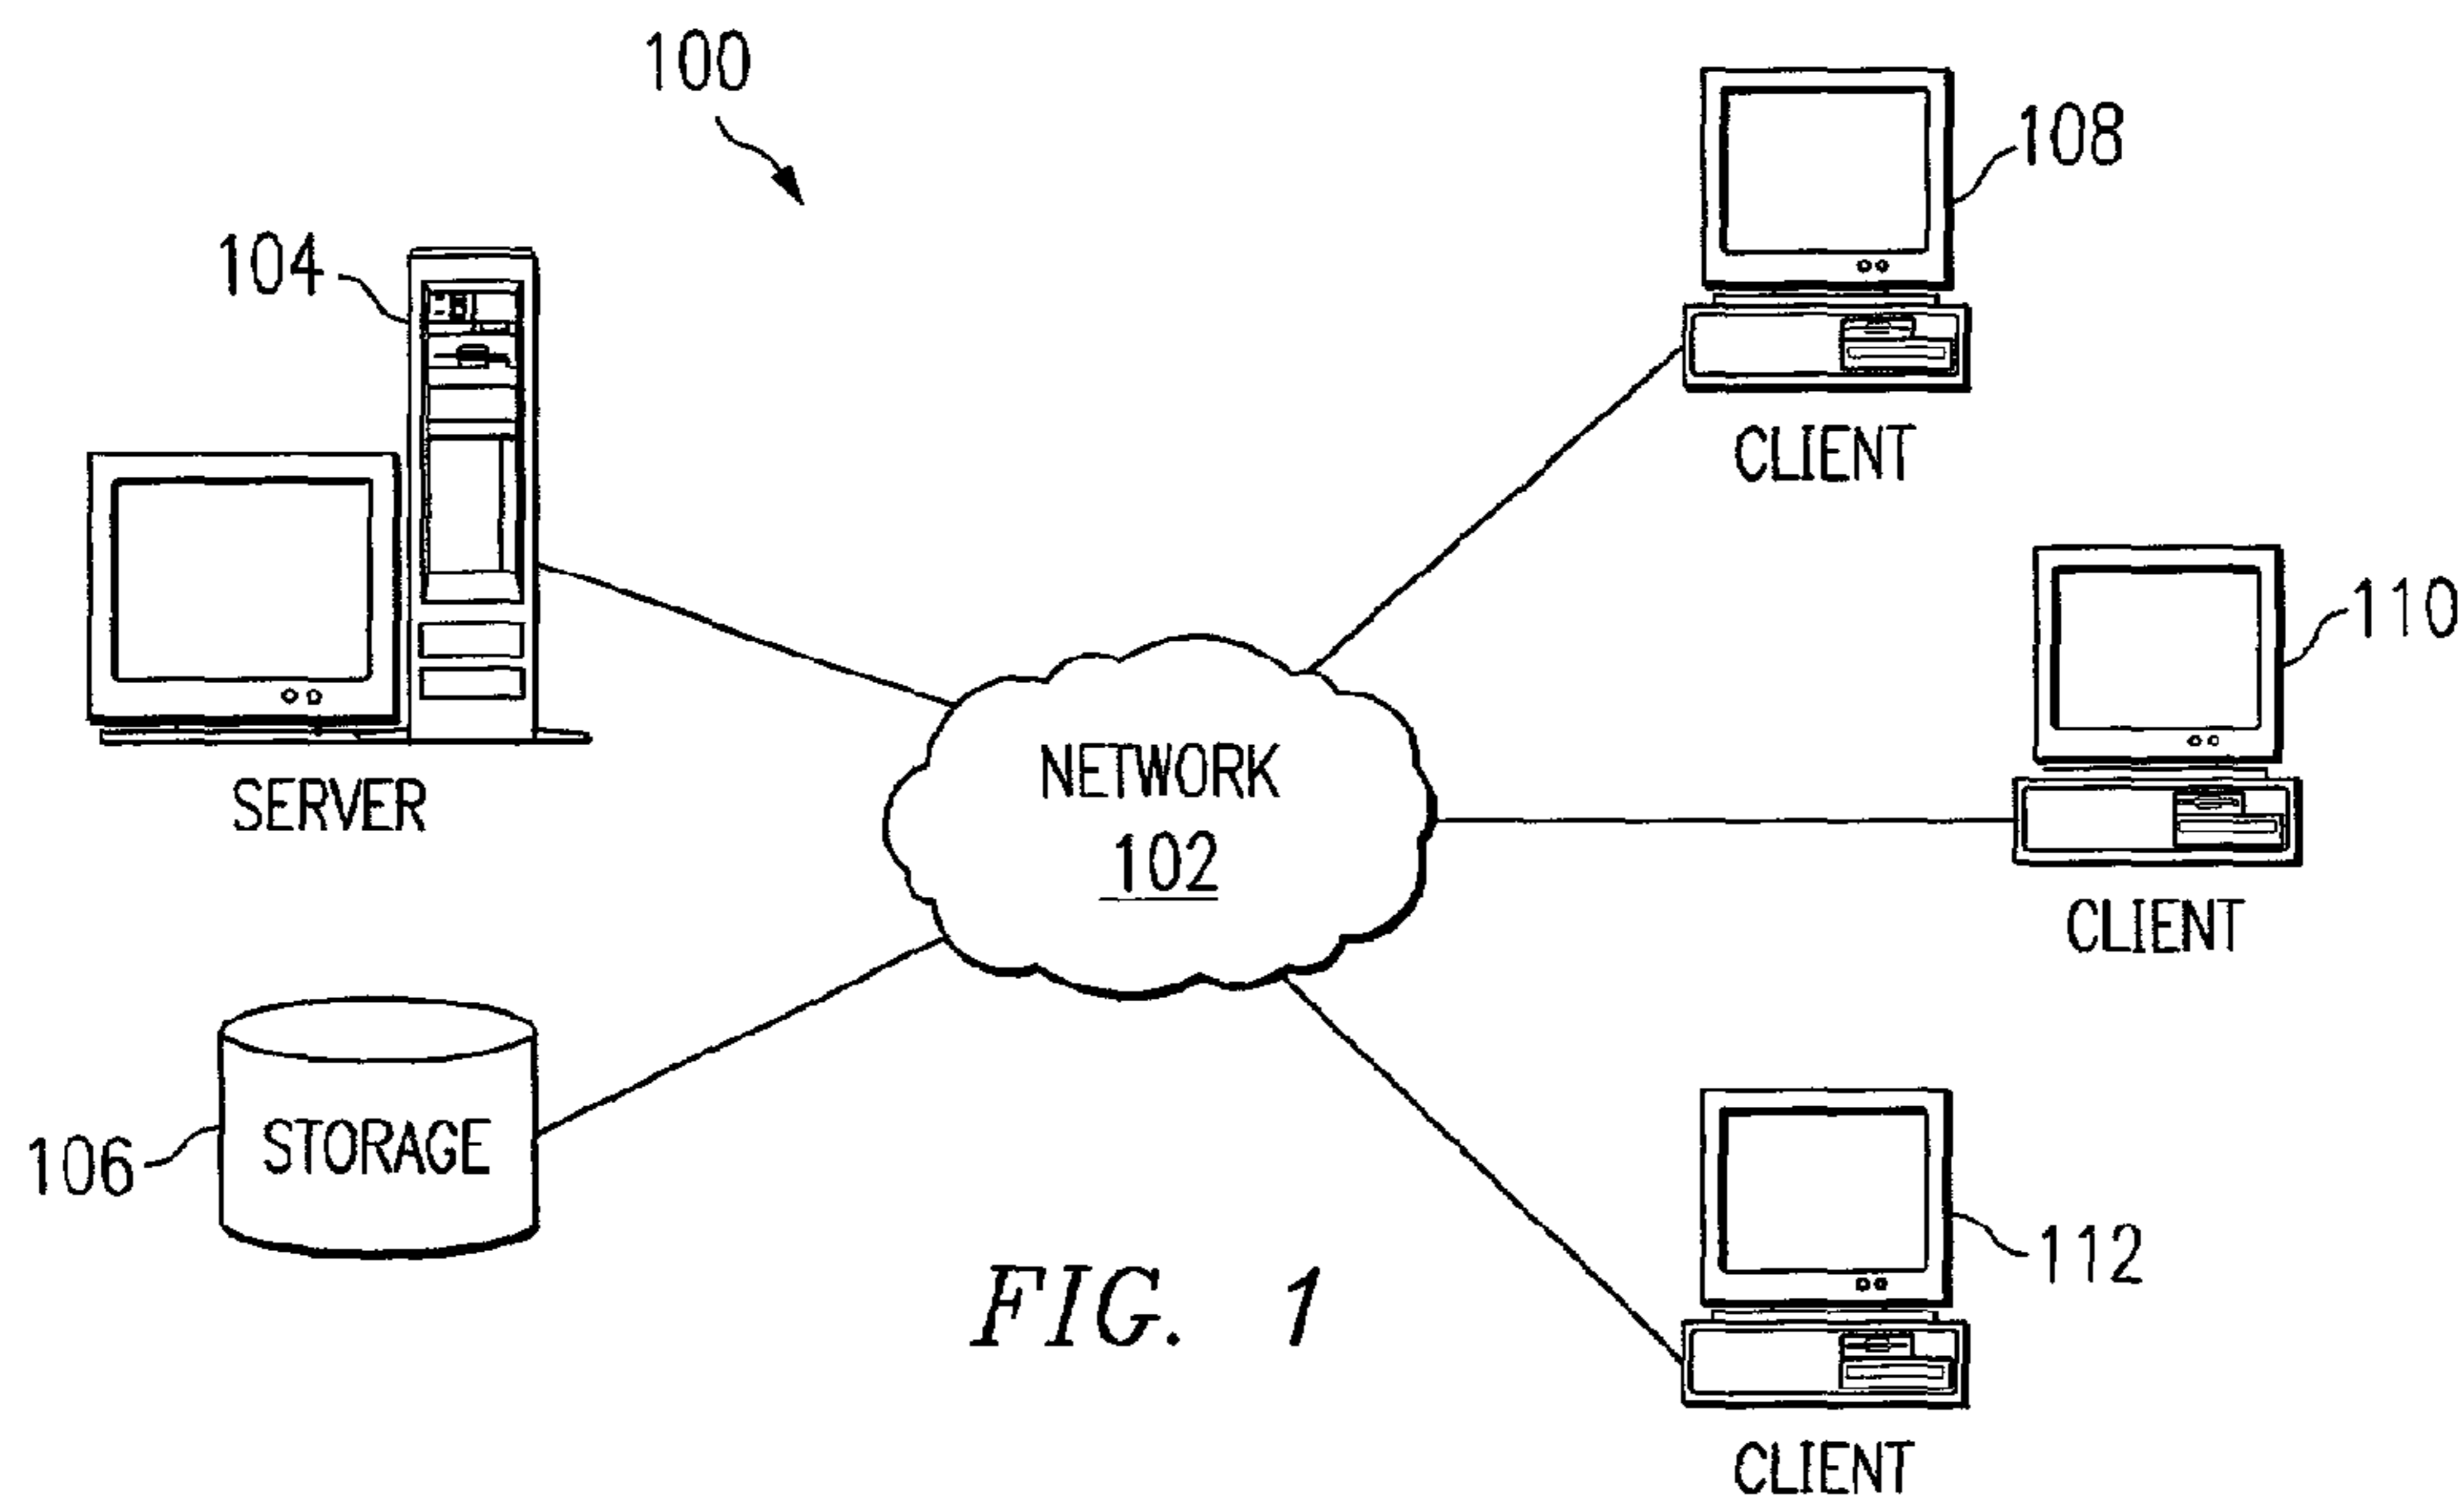 100
108
104
CLIENT
110
NETWORK
102
SERVER
CLIENT
STORAGE
106
112
FIG. 1
CLIENT